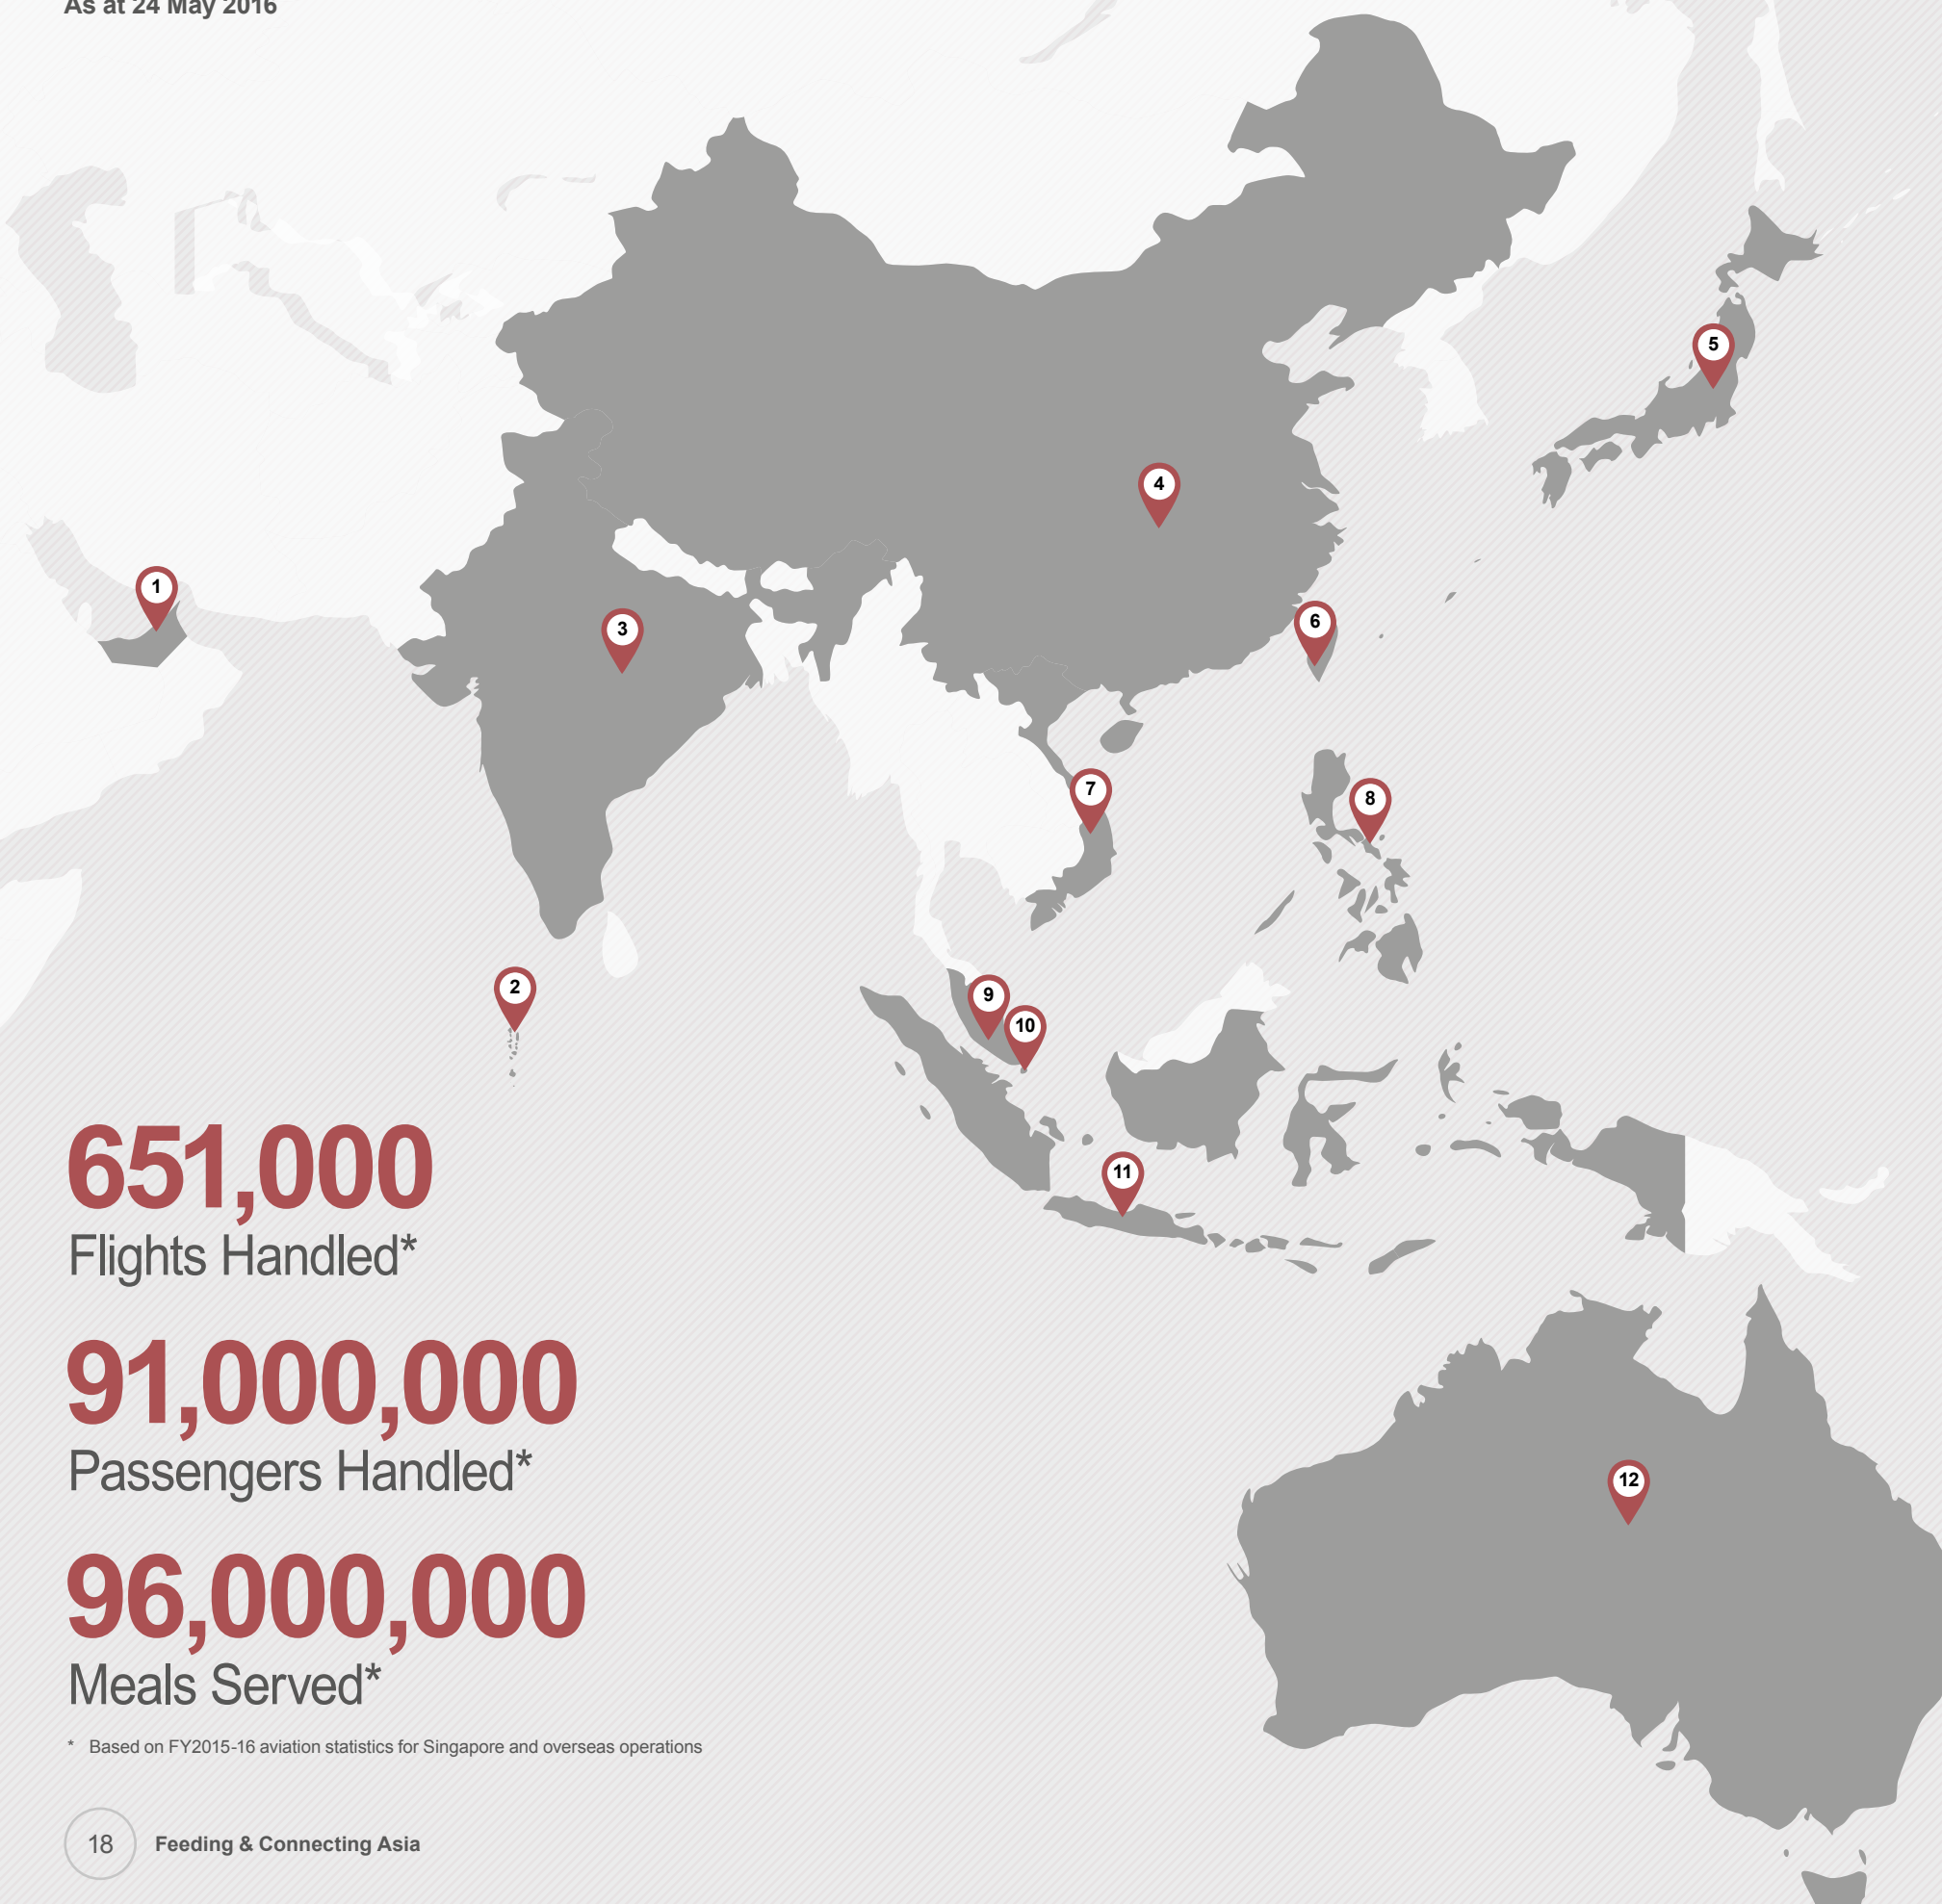 As at 24 May 2016
5
4
1
6
3
7
8
2
9
10
11
12
651,000
Flights Handled*
91,000,000
Passengers Handled*
96,000,000
Meals Served*
* Based on FY2015-16 aviation statistics for Singapore and overseas operations
18 Feeding & Connecting Asia